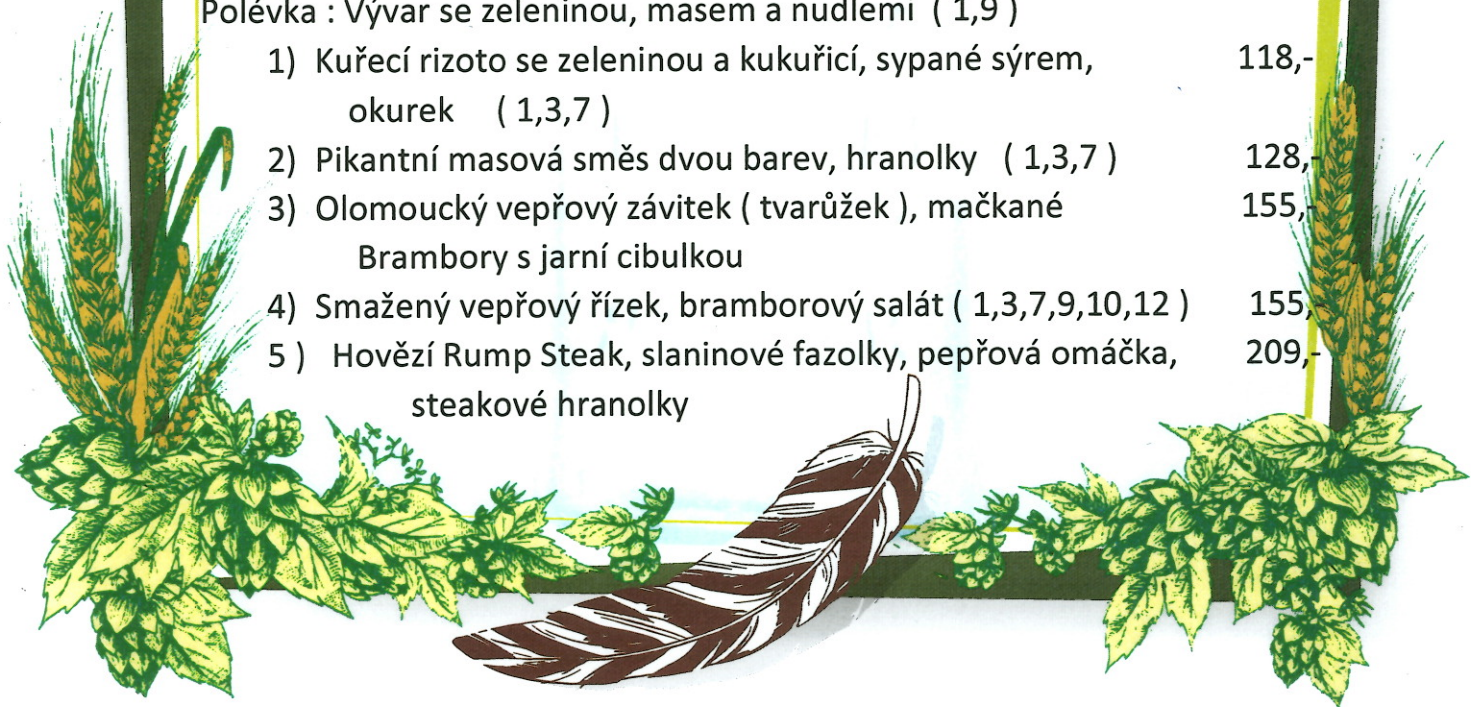 Polévka : Vývar se zeleninou, masem a nudlemi ( 1,9 )
1) Kuřecí rizoto se zeleninou a kukuřicí, sypané sýrem, 118,-
okurek ( 1,3,7 )
2) Pikantní masová směs dvou barev, hranolky ( 1,3,7 ) 128,-
3) Olomoucký vepřový závitek ( tvarůžek ), mačkané 155,-
Brambory s jarní cibulkou
4) Smažený vepřový řízek, bramborový salát ( 1,3,7,9,10,12 ) 155,-
5 ) Hovězí Rump Steak, slaninové fazolky, pepřová omáčka, 209,-
steakové hranolky